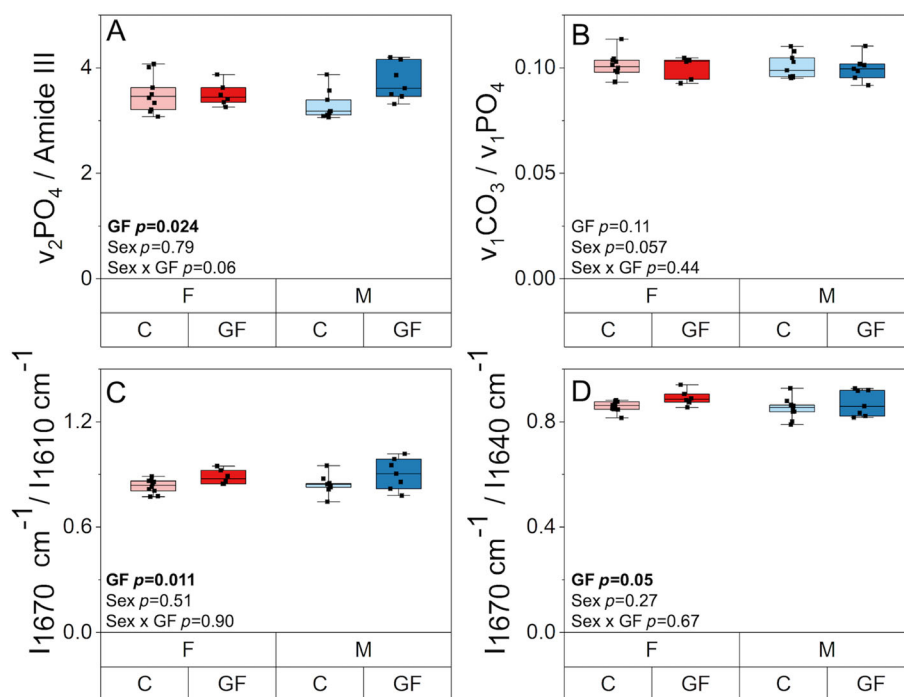 A
v₂PO₄ / Amide III
4
2
0
GF p=0.024
Sex p=0.79
Sex x GF p=0.06
F M
C GF C GF
B
v₁CO₃ / v₁PO₄
0.10
0.05
0.00
GF p=0.11
Sex p=0.057
Sex x GF p=0.44
F M
C GF C GF
C
I1670 cm⁻¹/ I1610 cm⁻¹
1.2
0.6
0.0
GF p=0.011
Sex p=0.51
Sex x GF p=0.90
F M
C GF C GF
D
I1670 cm⁻¹ / I1640 cm⁻¹
0.8
0.4
0.0
GF p=0.05
Sex p=0.27
Sex x GF p=0.67
F M
C GF C GF